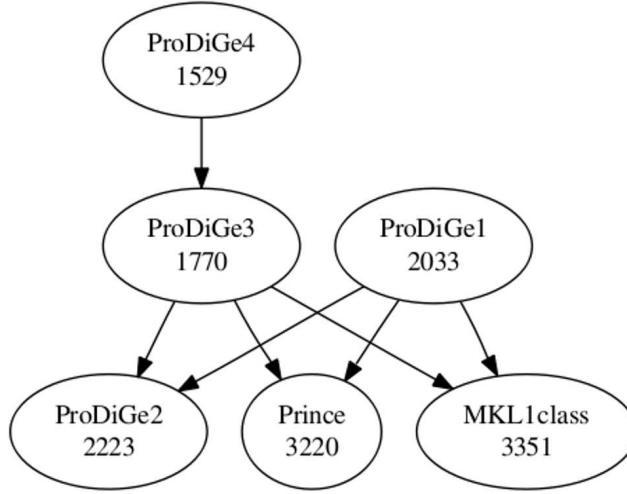 ProDiGe4
1529
ProDiGe3
1770
ProDiGe1
2033
ProDiGe2
2223
Prince
3220
MKL1class
3351